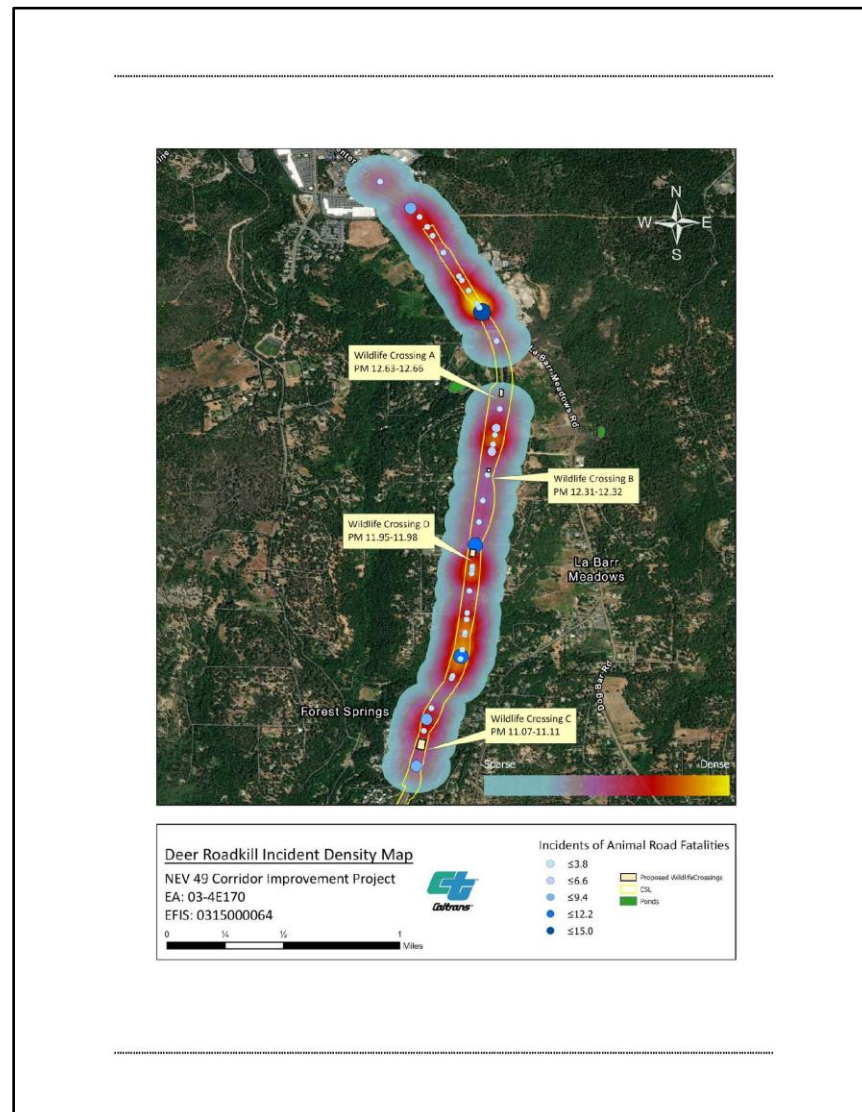 N
W E
S
La Barr Meadows Rd
Wildlife Crossing A
PM 12.63-12.66
Wildlife Crossing B
PM 12.31-12.32
Wildlife Crossing D
PM 11.95-11.98
La Barr
Meadows
Dog Bar Rd
Forest Springs
Wildlife Crossing C
PM 11.07-11.11
Sparse Dense
Deer Roadkill Incident Density Map
NEV 49 Corridor Improvement Project
EA: 03-4E170
EFIS: 0315000064
Caltrans
0 ¼ ½ 1
Miles
Incidents of Animal Road Fatalities
≤3.8
≤6.6
≤9.4
≤12.2
≤15.0
Proposed WildlifeCrossings
ESL
Ponds